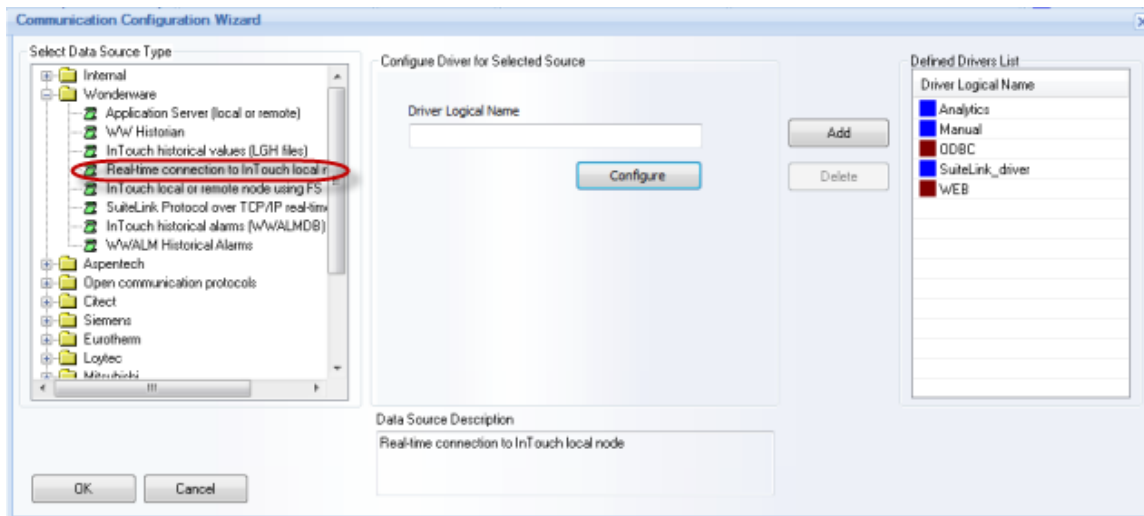 Communication Configuration Wizard
Select Data Source Type
Internal
Wonderware
Application Server (local or remote)
WW Historian
InTouch historical values (LGH files)
Real-time connection to InTouch local n
InTouch local or remote node using FS
SuiteLink Protocol over TCP/IP real-time
InTouch historical alarms (WWALMDB)
WWALM Historical Alarms
Aspentech
Open communication protocols
Citect
Siemens
Eurotherm
Loytec
Mitsubishi
OK
Cancel
Configure Driver for Selected Source
Driver Logical Name
Configure
Add
Delete
Data Source Description
Real-time connection to InTouch local node
Defined Drivers List
Driver Logical Name
Analytics
Manual
ODBC
SuiteLink_driver
WEB